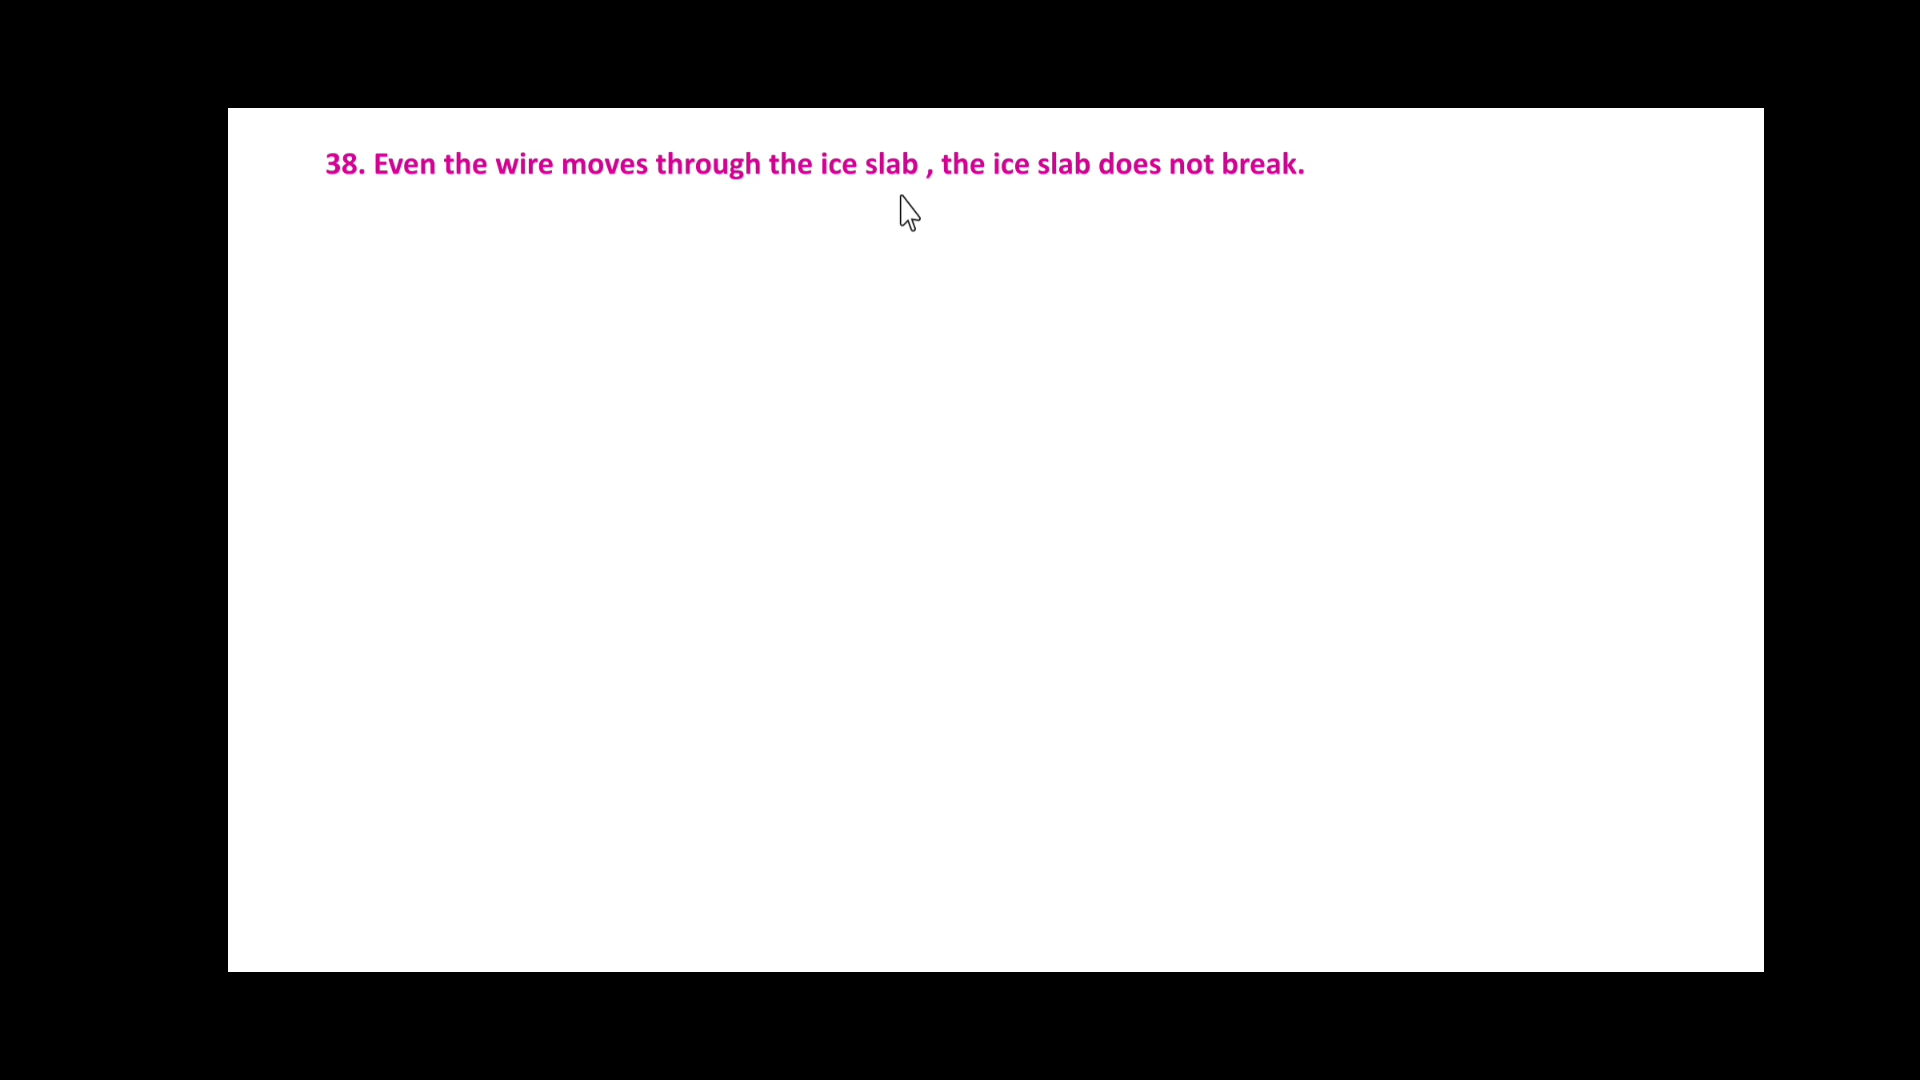 38. Even the wire moves through the ice slab , the ice slab does not break.